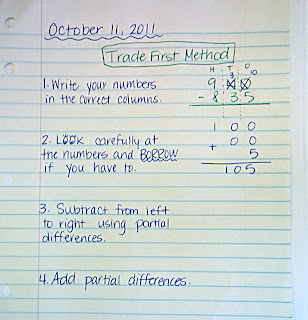 October 11, 2011
Trade First Method
H T O
3 10
1. Write your numbers
in the correct columns.
9 4 0
- 8 3 5
1 0 0
2. Look carefully at
the numbers and BORROW
if you have to.
+ 0 0
5
1 0 5
3. Subtract from left
to right using partial
differences.
4. Add partial differences.